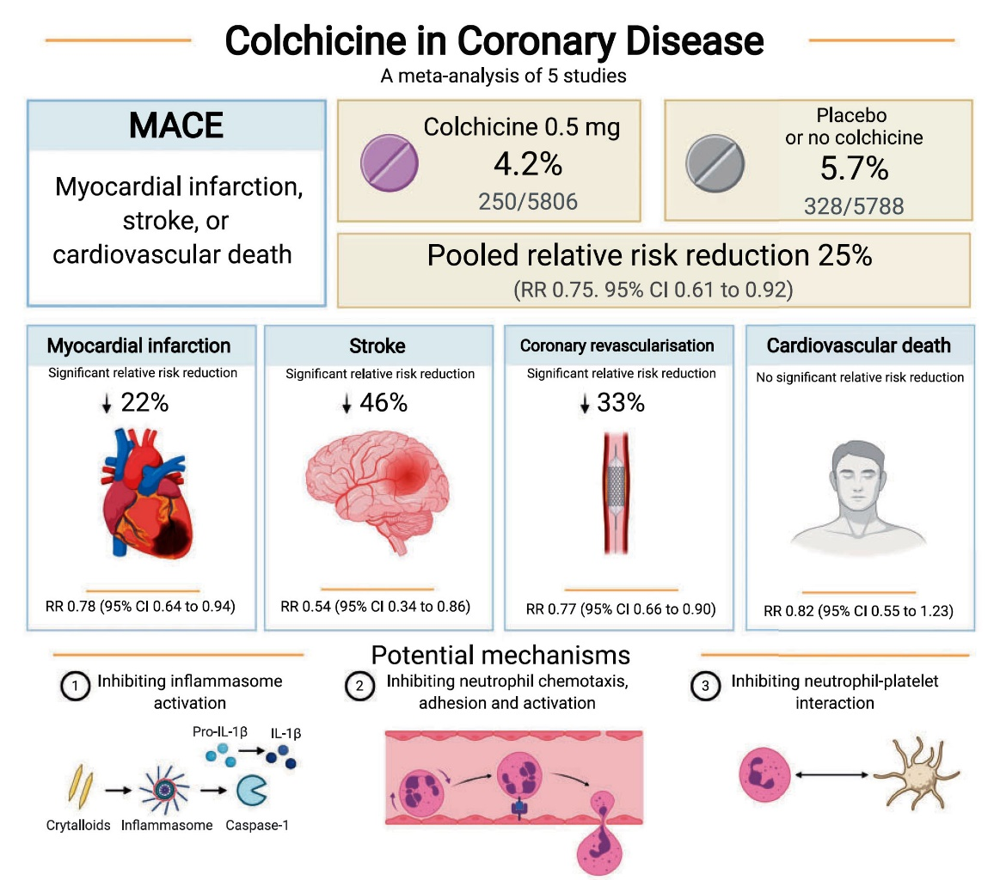 Colchicine in Coronary Disease
A meta-analysis of 5 studies
MACE
Myocardial infarction,
stroke, or
cardiovascular death
Colchicine 0.5 mg
4.2%
250/5806
Placebo
or no colchicine
5.7%
328/5788
Pooled relative risk reduction 25%
(RR 0.75. 95% CI 0.61 to 0.92)
Myocardial infarction
Significant relative risk reduction
↓ 22%
RR 0.78 (95% CI 0.64 to 0.94)
Stroke
Significant relative risk reduction
↓ 46%
RR 0.54 (95% CI 0.34 to 0.86)
Coronary revascularisation
Significant relative risk reduction
↓ 33%
RR 0.77 (95% CI 0.66 to 0.90)
Cardiovascular death
No significant relative risk reduction
RR 0.82 (95% CI 0.55 to 1.23)
Potential mechanisms
1 Inhibiting inflammasome
activation
Pro-IL-1β
IL-1β
Crytalloids
Inflammasome
Caspase-1
2 Inhibiting neutrophil chemotaxis,
adhesion and activation
3 Inhibiting neutrophil-platelet
interaction